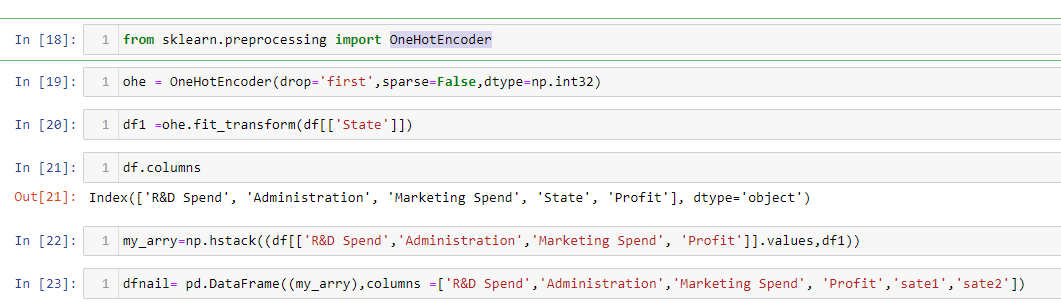 In [18]: 1 from sklearn.preprocessing import OneHotEncoder
In [19]: 1 ohe = OneHotEncoder(drop='first',sparse=False,dtype=np.int32)
In [20]: 1 df1 =ohe.fit_transform(df[['State']])
In [21]: 1 df.columns
Out[21]: Index(['R&D Spend', 'Administration', 'Marketing Spend', 'State', 'Profit'], dtype='object')
In [22]: 1 my_arry=np.hstack((df[['R&D Spend','Administration','Marketing Spend', 'Profit']].values,df1))
In [23]: 1 dfnail= pd.DataFrame((my_arry),columns =['R&D Spend','Administration','Marketing Spend', 'Profit','sate1','sate2'])